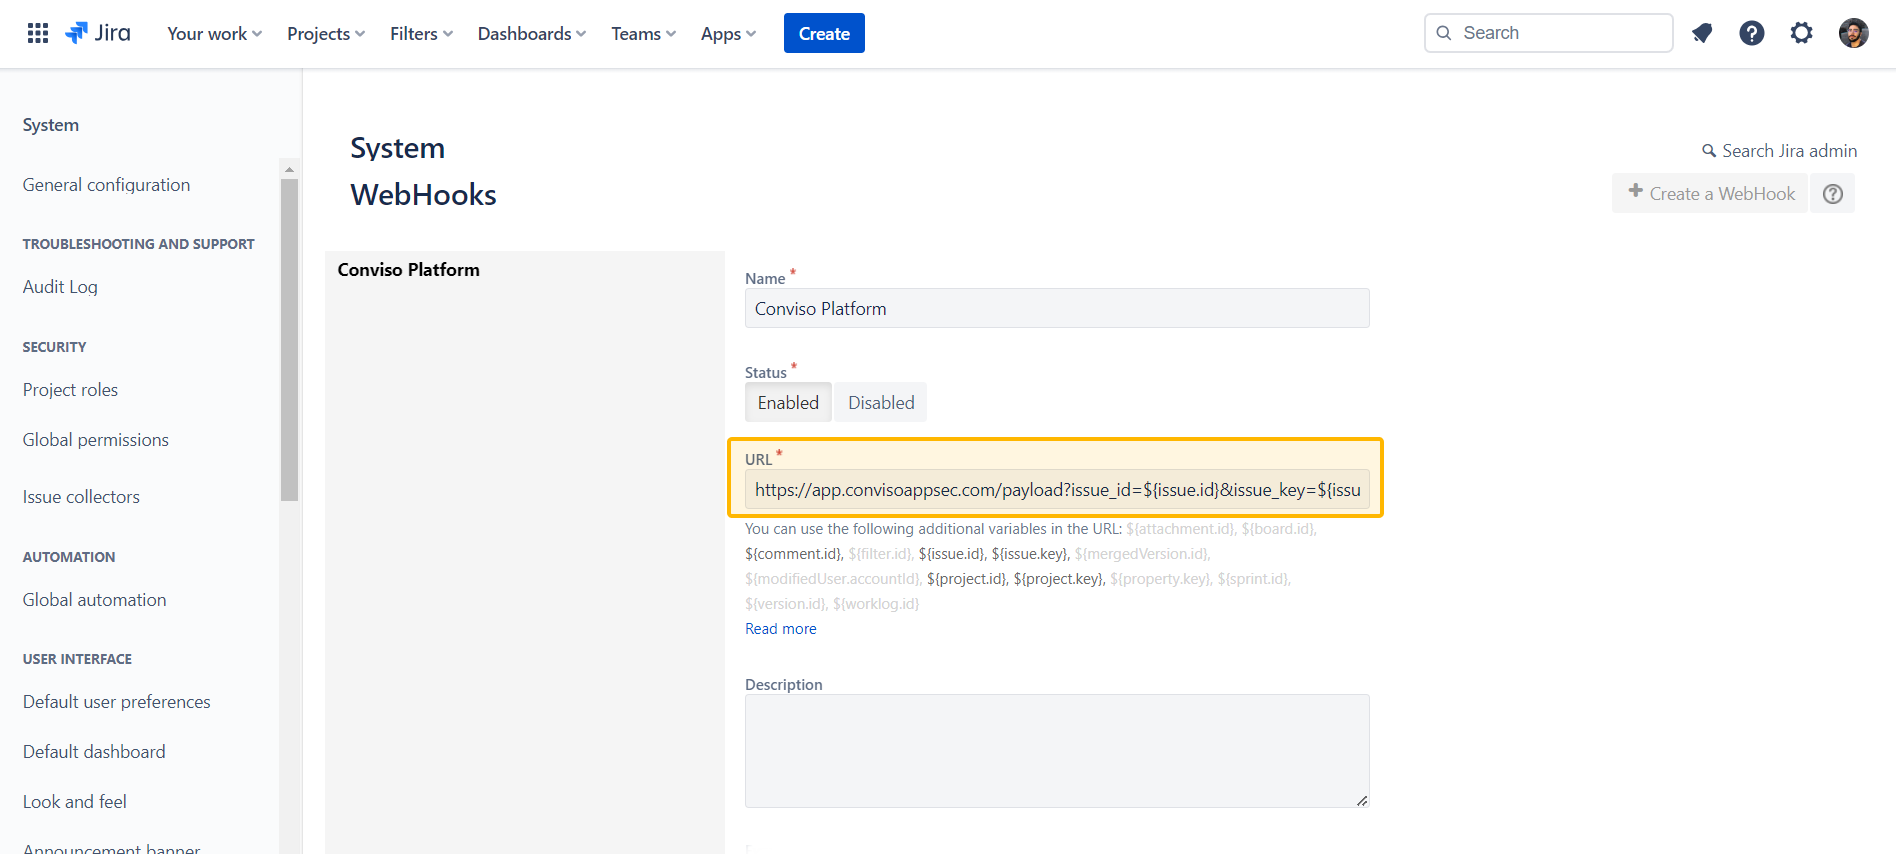 Jira Your work Projects Filters Dashboards Teams Apps Create Search
System
General configuration
TROUBLESHOOTING AND SUPPORT
Audit Log
SECURITY
Project roles
Global permissions
Issue collectors
AUTOMATION
Global automation
USER INTERFACE
Default user preferences
Default dashboard
Look and feel
Announcement banner
System
Search Jira admin
WebHooks
Create a WebHook
Conviso Platform
Name *
Conviso Platform
Status *
Enabled Disabled
URL *
https://app.convisoappsec.com/payload?issue_id=${issue.id}&issue_key=${issu
You can use the following additional variables in the URL: ${attachment.id}, ${board.id},
${comment.id}, ${filter.id}, ${issue.id}, ${issue.key}, ${mergedVersion.id},
${modifiedUser.accountId}, ${project.id}, ${project.key}, ${property.key}, ${sprint.id},
${version.id}, ${worklog.id}
Read more
Description